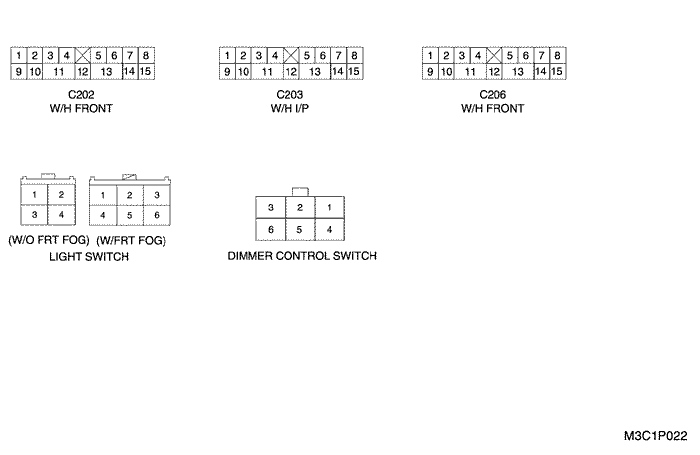 1 2 3 4 5 6 7 8
9 10 11 12 13 14 15
C202
W/H FRONT
1 2 3 4 5 6 7 8
9 10 11 12 13 14 15
C203
W/H I/P
1 2 3 4 5 6 7 8
9 10 11 12 13 14 15
C206
W/H FRONT
1 2
3 4
(W/O FRT FOG)
1 2 3
4 5 6
(W/FRT FOG)
LIGHT SWITCH
3 2 1
6 5 4
DIMMER CONTROL SWITCH
M3C1P022